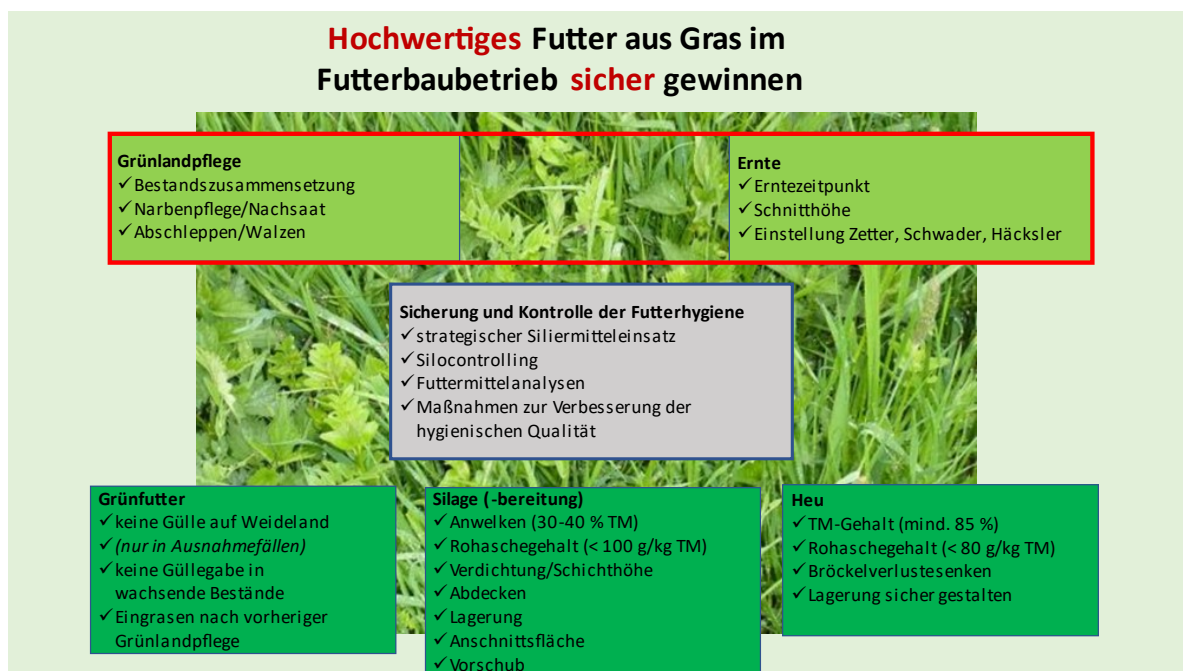 Hochwertiges Futter aus Gras im
Futterbaubetrieb sicher gewinnen
Grünlandpflege
✓ Bestandszusammensetzung
✓ Narbenpflege/Nachsaat
✓ Abschleppen/Walzen
Ernte
✓ Erntezeitpunkt
✓ Schnitthöhe
✓ Einstellung Zetter, Schwader, Häcksler
Sicherung und Kontrolle der Futterhygiene
✓ strategischer Siliermitteleinsatz
✓ Silocontrolling
✓ Futtermittelanalysen
✓ Maßnahmen zur Verbesserung der
hygienischen Qualität
Grünfutter
✓ keine Gülle auf Weideland
✓ (nur in Ausnahmefällen)
✓ keine Güllegabe in
wachsende Bestände
✓ Eingrasen nach vorheriger
Grünlandpflege
Silage (-bereitung)
✓ Anwelken (30-40 % TM)
✓ Rohaschegehalt (< 100 g/kg TM)
✓ Verdichtung/Schichthöhe
✓ Abdecken
✓ Lagerung
✓ Anschnittsfläche
✓ Vorschub
Heu
✓ TM-Gehalt (mind. 85 %)
✓ Rohaschegehalt (< 80 g/kg TM)
✓ Bröckelverlustesenken
✓ Lagerung sicher gestalten